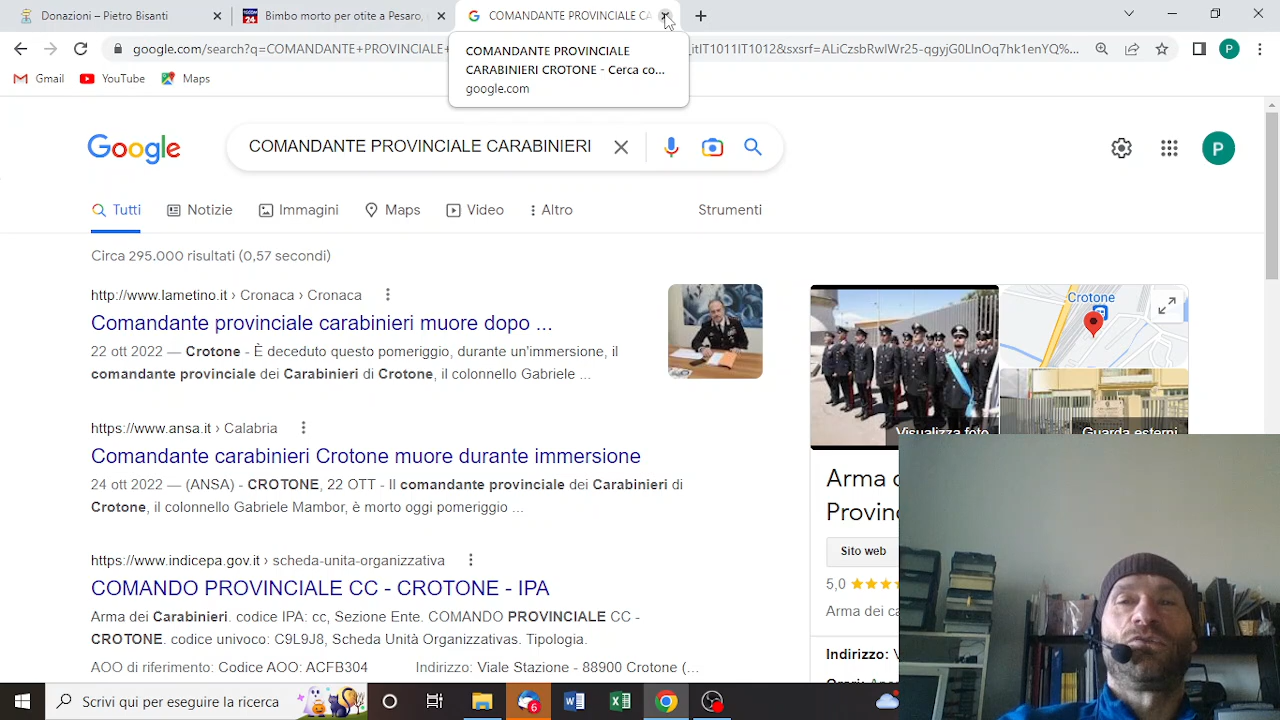 Donazioni – Pietro Bianti
Bimbo morto per otite a Pesaro,
COMANDANTE PROVINCIALE CA
google.com/search?q=COMANDANTE+PROVINCIALE+
Gmail
YouTube
Maps
P
COMANDANTE PROVINCIALE
CARABINIERI CROTONE - Cerca co...
google.com
Google
COMANDANTE PROVINCIALE CARABINIERI
P
Tutti
Notizie
Immagini
Maps
Video
Altro
Strumenti
Circa 295.000 risultati (0,57 secondi)
http://www.lametino.it › Cronaca › Cronaca
Comandante provinciale carabinieri muore dopo ...
22 ott 2022 — Crotone - È deceduto questo pomeriggio, durante un'immersione, il
comandante provinciale dei Carabinieri di Crotone, il colonnello Gabriele ...
https://www.ansa.it › Calabria
Comandante carabinieri Crotone muore durante immersione
24 ott 2022 — (ANSA) - CROTONE, 22 OTT - Il comandante provinciale dei Carabinieri di
Crotone, il colonnello Gabriele Mambor, è morto oggi pomeriggio ...
https://www.indicepa.gov.it › scheda-unita-organizzativa
COMANDO PROVINCIALE CC - CROTONE - IPA
Arma dei Carabinieri. codice IPA: cc, Sezione Ente. COMANDO PROVINCIALE CC -
CROTONE. codice univoco: C9L9J8, Scheda Unità Organizzativas. Tipologia.
AOO di riferimento: Codice AOO: ACFB304
Indirizzo: Viale Stazione - 88900 Crotone (...
Crotone
Visualizza foto
Guarda esterni
Arma
Provin
Sito web
5,0
Arma dei ca
Indirizzo:
Scrivi qui per eseguire la ricerca
6